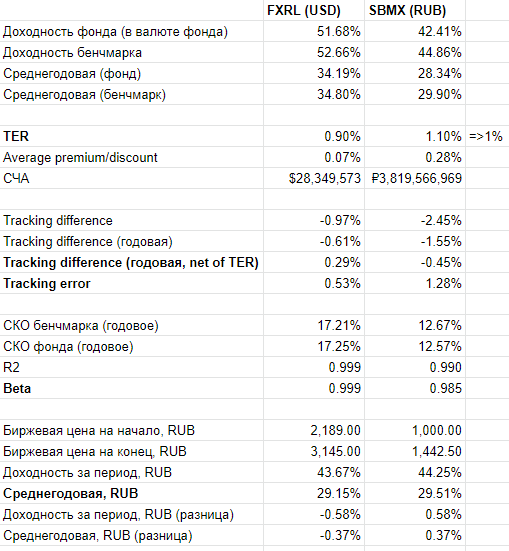 FXRL (USD) SBMX (RUB)
Доходность фонда (в валюте фонда) 51.68% 42.41%
Доходность бенчмарка 52.66% 44.86%
Среднегодовая (фонд) 34.19% 28.34%
Среднегодовая (бенчмарк) 34.80% 29.90%
TER 0.90% 1.10% =>1%
Average premium/discount 0.07% 0.28%
СЧА $28,349,573 ₽3,819,566,969
Tracking difference -0.97% -2.45%
Tracking difference (годовая) -0.61% -1.55%
Tracking difference (годовая, net of TER) 0.29% -0.45%
Tracking error 0.53% 1.28%
СКО бенчмарка (годовое) 17.21% 12.67%
СКО фонда (годовое) 17.25% 12.57%
R2 0.999 0.990
Beta 0.999 0.985
Биржевая цена на начало, RUB 2,189.00 1,000.00
Биржевая цена на конец, RUB 3,145.00 1,442.50
Доходность за период, RUB 43.67% 44.25%
Среднегодовая, RUB 29.15% 29.51%
Доходность за период, RUB (разница) -0.58% 0.58%
Среднегодовая, RUB (разница) -0.37% 0.37%